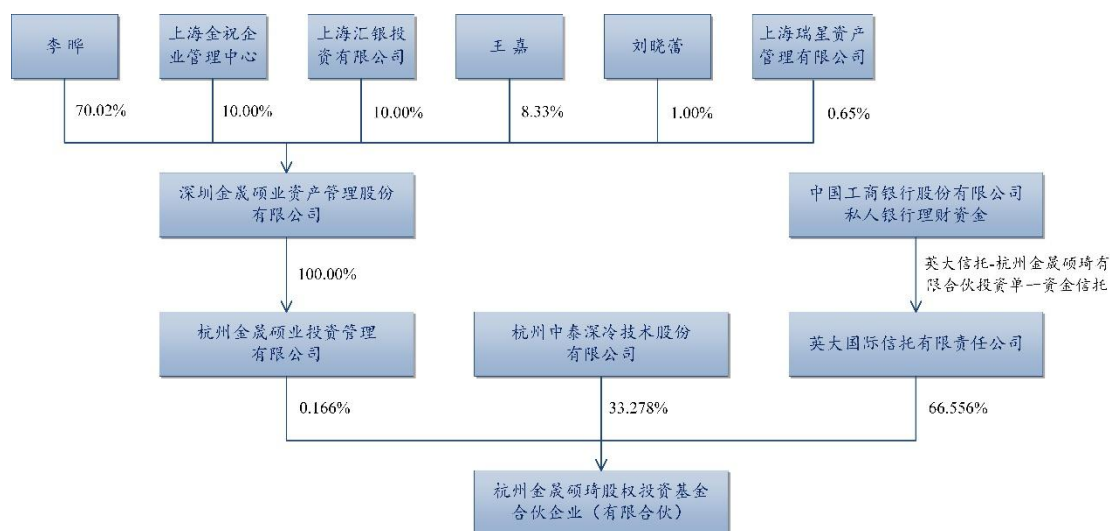 李 晔
上海金祝企
业管理中心
上海汇银投
资有限公司
王 嘉
刘晓蕾
上海瑞星资产
管理有限公司
70.02%
10.00%
10.00%
8.33%
1.00%
0.65%
深圳金晟硕业资产管理股份
有限公司
中国工商银行股份有限公司
私人银行理财资金
100.00%
英大信托-杭州金晟硕琦有
限合伙投资单一资金信托
杭州金晟硕业投资管理
有限公司
杭州中泰深冷技术股份
有限公司
英大国际信托有限责任公司
0.166%
33.278%
66.556%
杭州金晟硕琦股权投资基金
合伙企业（有限合伙）